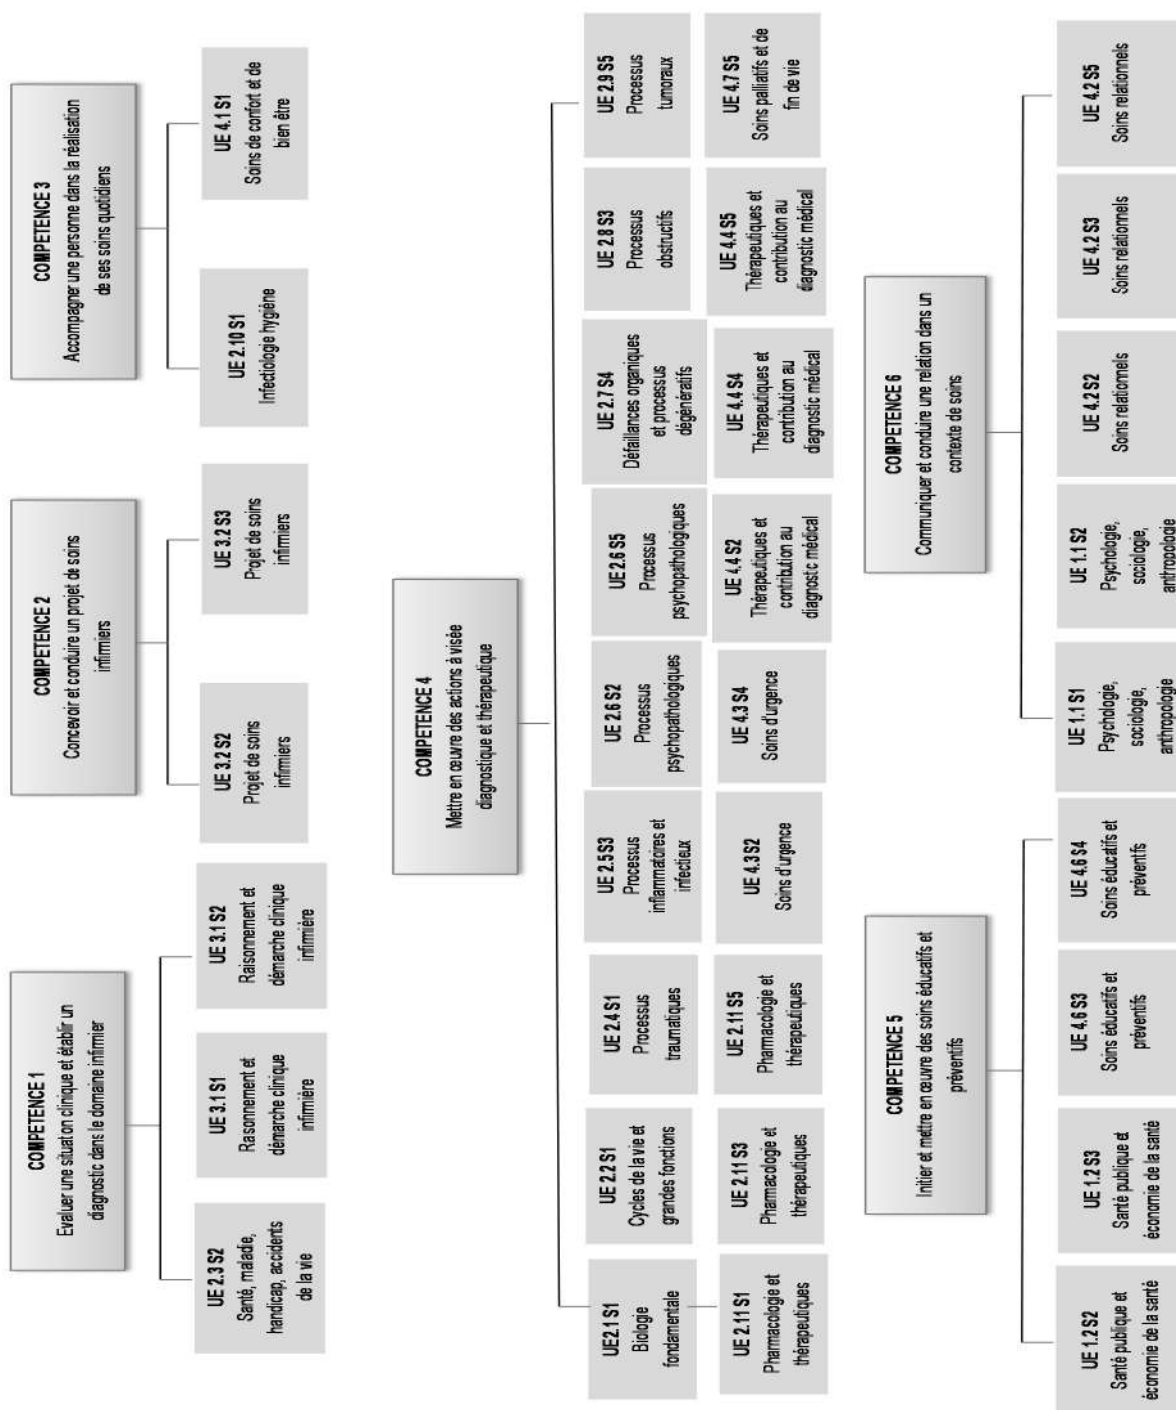 COMPETENCE 1
Evaluer une situation clinique et établir un
diagnostic dans le domaine infirmier
UE 2.3 S2
Santé, maladie,
handicap, accidents
de la vie
UE 3.1 S1
Rasonnement et
démarche clinique
infirmière
UE 3.1 S2
Raisonnement et
démarche clinique
infirmière
COMPETENCE 2
Concevoir et conduire un projet de soins
infirmiers
UE 3.2 S2
Projet de soins
infirmiers
UE 3.2 S3
Projet de soins
infirmiers
COMPETENCE 3
Accompagner une personne dans la réalisation
de ses soins quotidiens
UE 2.10 S1
Infectiologie hygiène
UE 4.1 S1
Soins de confort et de
bien être
COMPETENCE 4
Mettre en œuvre des actions à visée
diagnostique et thérapeutique
UE2.1 S1
Biologie
fondamentale
UE 2.2 S1
Cycles de la vie et
grandes fonctions
UE 2.4 S1
Processus
traumatiques
UE 2.5 S3
Processus
inflammatoires et
infectieux
UE 2.6 S2
Processus
psychopathologiques
UE 2.6 S5
Processus
psychopathologiques
UE 2.7 S4
Défaillances organiques
et processus
dégénératifs
UE 2.8 S3
Processus
obstructifs
UE 2.9 S5
Processus
tumoraux
UE 2.11 S1
Pharmacologie et
thérapeutiques
UE 2.11 S3
Pharmacologie et
thérapeutiques
UE 2.11 S5
Pharmacologie et
thérapeutiques
UE 4.3 S2
Soins d'urgence
UE 4.3 S4
Soins d'urgence
UE 4.4 S2
Thérapeutiques et
contribution au
diagnostic médical
UE 4.4 S4
Thérapeutiques et
contribution au
diagnostic médical
UE 4.4 S5
Thérapeutiques et
contribution au
diagnostic médical
UE 4.7 S5
Soins palliatifs et de
fin de vie
COMPETENCE 5
Initier et mettre en œuvre des soins éducatifs et
préventifs
UE 1.2 S2
Santé publique et
économie de la santé
UE 1.2 S3
Santé publique et
économie de la santé
UE 4.6 S3
Soins éducatifs et
préventifs
UE 4.6 S4
Soins éducatifs et
préventifs
COMPETENCE 6
Communiquer et conduire une relation dans un
contexte de soins
UE 1.1 S1
Psychologie,
sociologie,
anthropologie
UE 1.1 S2
Psychologie,
sociologie,
anthropologie
UE 4.2 S2
Soins relationnels
UE 4.2 S3
Soins relationnels
UE 4.2 S5
Soins relationnels